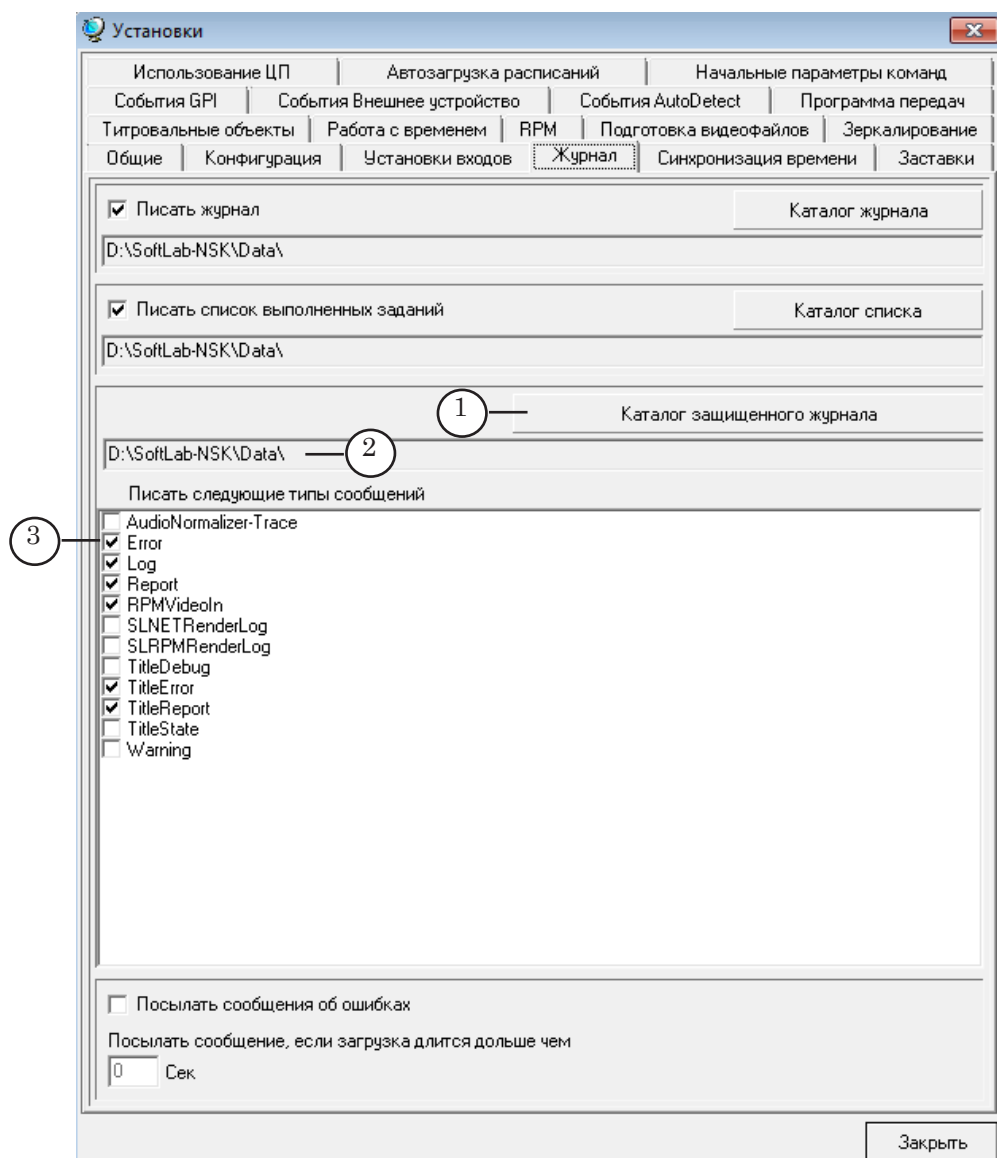 Установки
Использование ЦП Автозагрузка расписаний Начальные параметры команд
События GPI События Внешнее устройство События AutoDetect Программа передач
Титровальные объекты Работа с временем RPM Подготовка видеофайлов Зеркалирование
Общие Конфигурация Установки входов Журнал Синхронизация времени Заставки
Писать журнал Каталог журнала
D:\SoftLab-NSK\Data\
Писать список выполненных заданий Каталог списка
D:\SoftLab-NSK\Data\
1 Каталог защищенного журнала
D:\SoftLab-NSK\Data\ 2
Писать следующие типы сообщений
AudioNormalizer-Trace
3 Error
Log
Report
RPMVideoIn
SLNETRenderLog
SLRPMRenderLog
TitleDebug
TitleError
TitleReport
TitleState
Warning
Посылать сообщения об ошибках
Посылать сообщение, если загрузка длится дольше чем
0 Сек
Закрыть